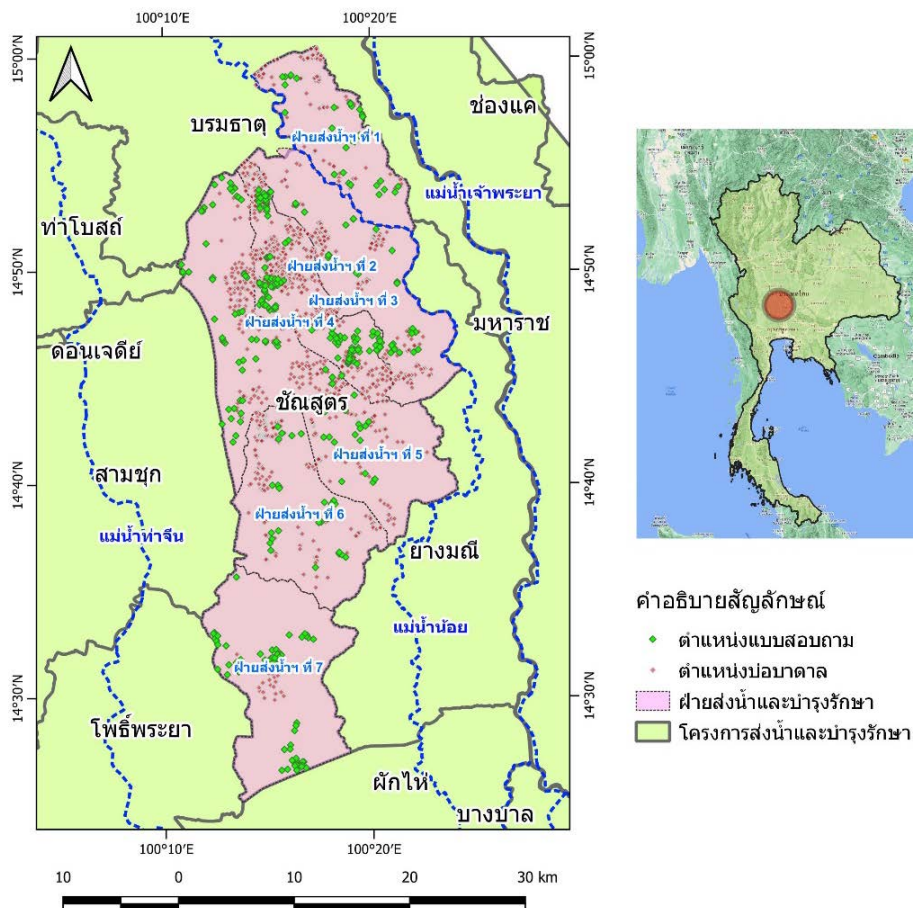 100°10′E
100°20′E
15°00′N
15°00′N
ช่องแค
บรมธาตุ
ฝ่ายส่งน้ำฯ ที่ 1
แม่น้ำเจ้าพระยา
ท่าโบสถ์
14°50′N
14°50′N
ฝ่ายส่งน้ำฯ ที่ 2
ฝ่ายส่งน้ำฯ ที่ 3
ฝ่ายส่งน้ำฯ ที่ 4
มหาราช
ดอนเจดีย์
ชัณสูตร
ฝ่ายส่งน้ำฯ ที่ 5
สามชุก
14°40′N
14°40′N
ฝ่ายส่งน้ำฯ ที่ 6
แม่น้ำท่าจีน
ยางมณี
แม่น้ำน้อย
ฝ่ายส่งน้ำฯ ที่ 7
14°30′N
14°30′N
โพธิ์พระยา
ผักไห่
บางบาล
100°10′E
100°20′E
10 0 10 20 30 km
คำอธิบายสัญลักษณ์
ตำแหน่งแบบสอบถาม
ตำแหน่งบ่อบาดาล
ฝ่ายส่งน้ำและบำรุงรักษา
โครงการส่งน้ำและบำรุงรักษา